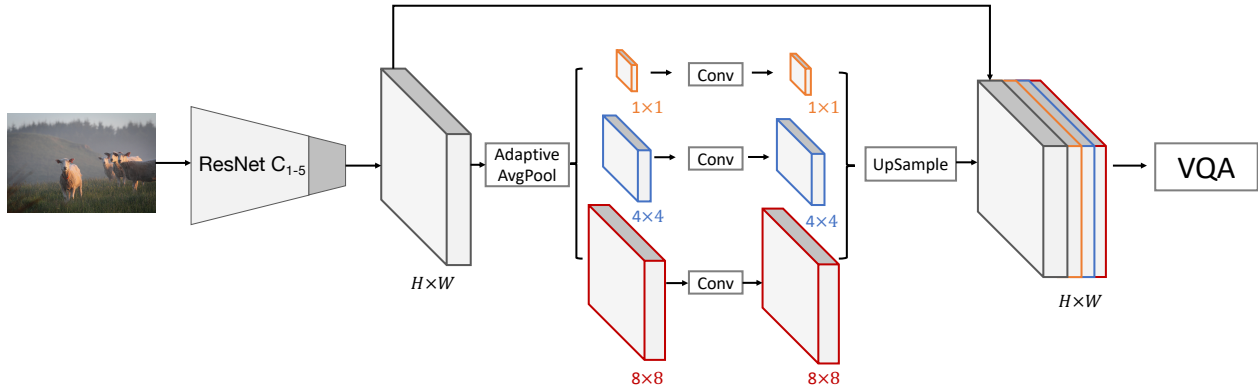 ResNet C1-5
H×W
Adaptive
AvgPool
1×1
Conv
1×1
4×4
Conv
4×4
8×8
Conv
8×8
UpSample
H×W
VQA